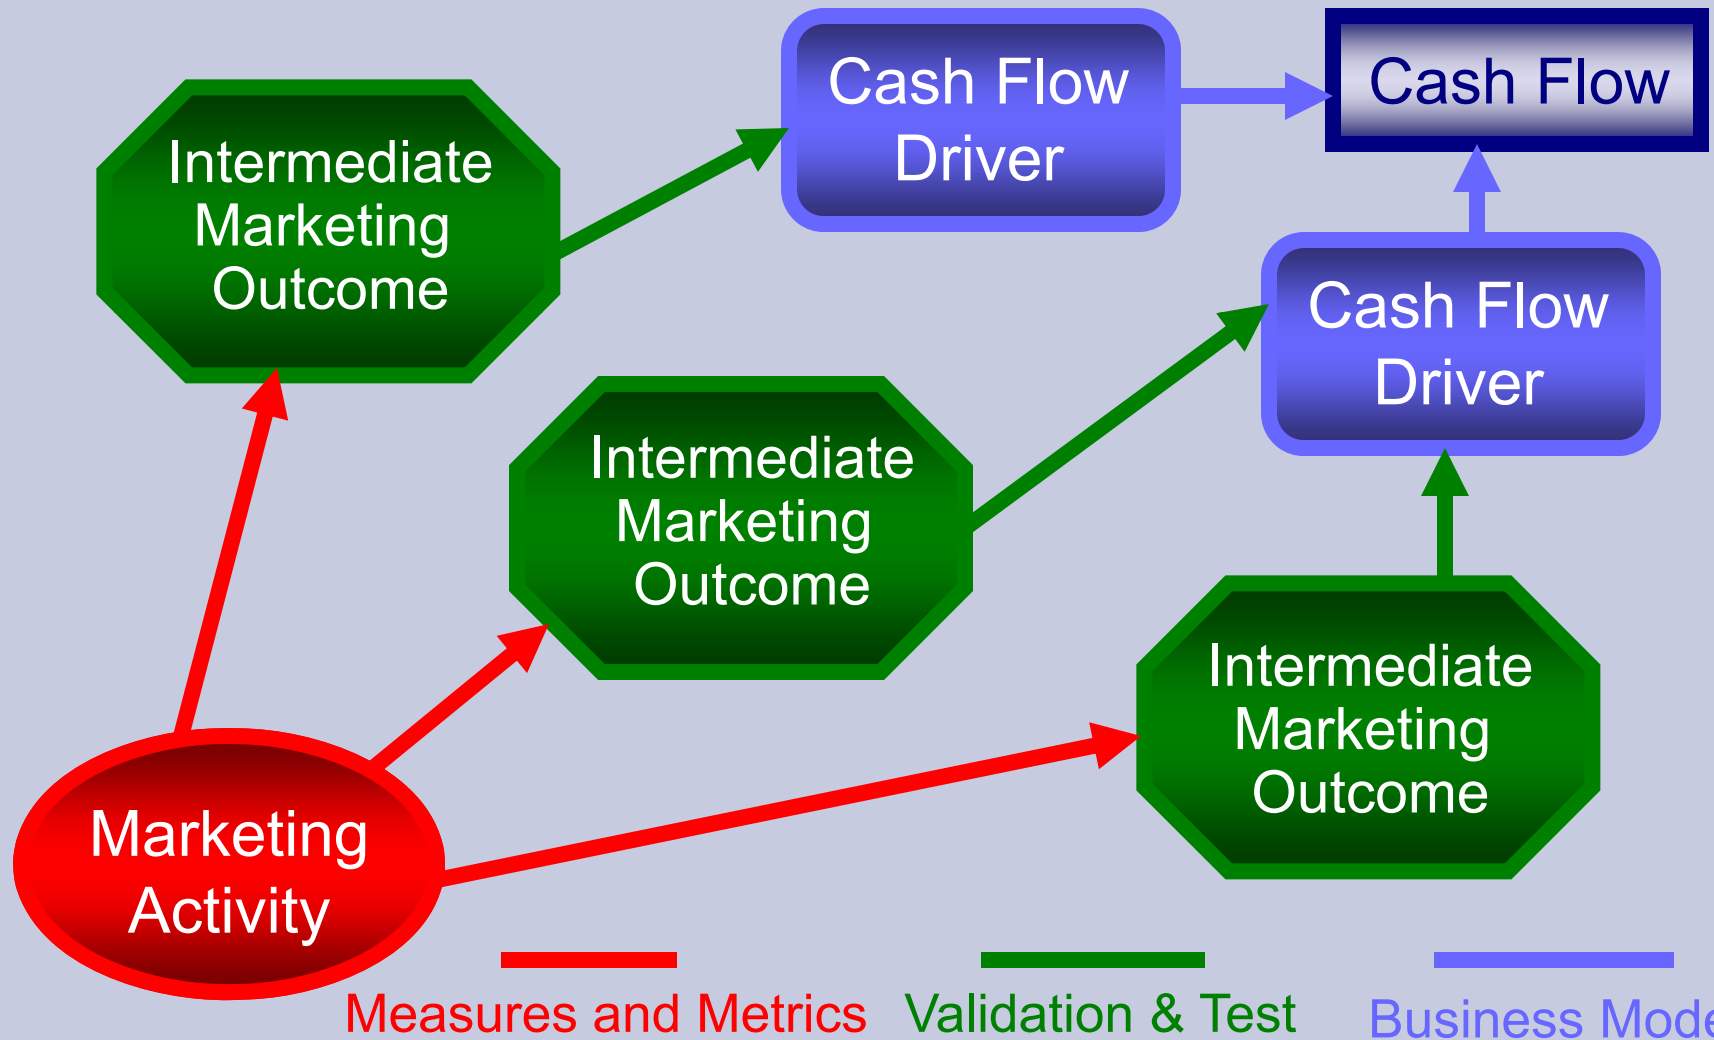 Cash Flow
Driver
Cash Flow
Intermediate
Marketing
Outcome
Cash Flow
Driver
Intermediate
Marketing
Outcome
Intermediate
Marketing
Outcome
Marketing
Activity
Measures and Metrics
Validation & Test
Business